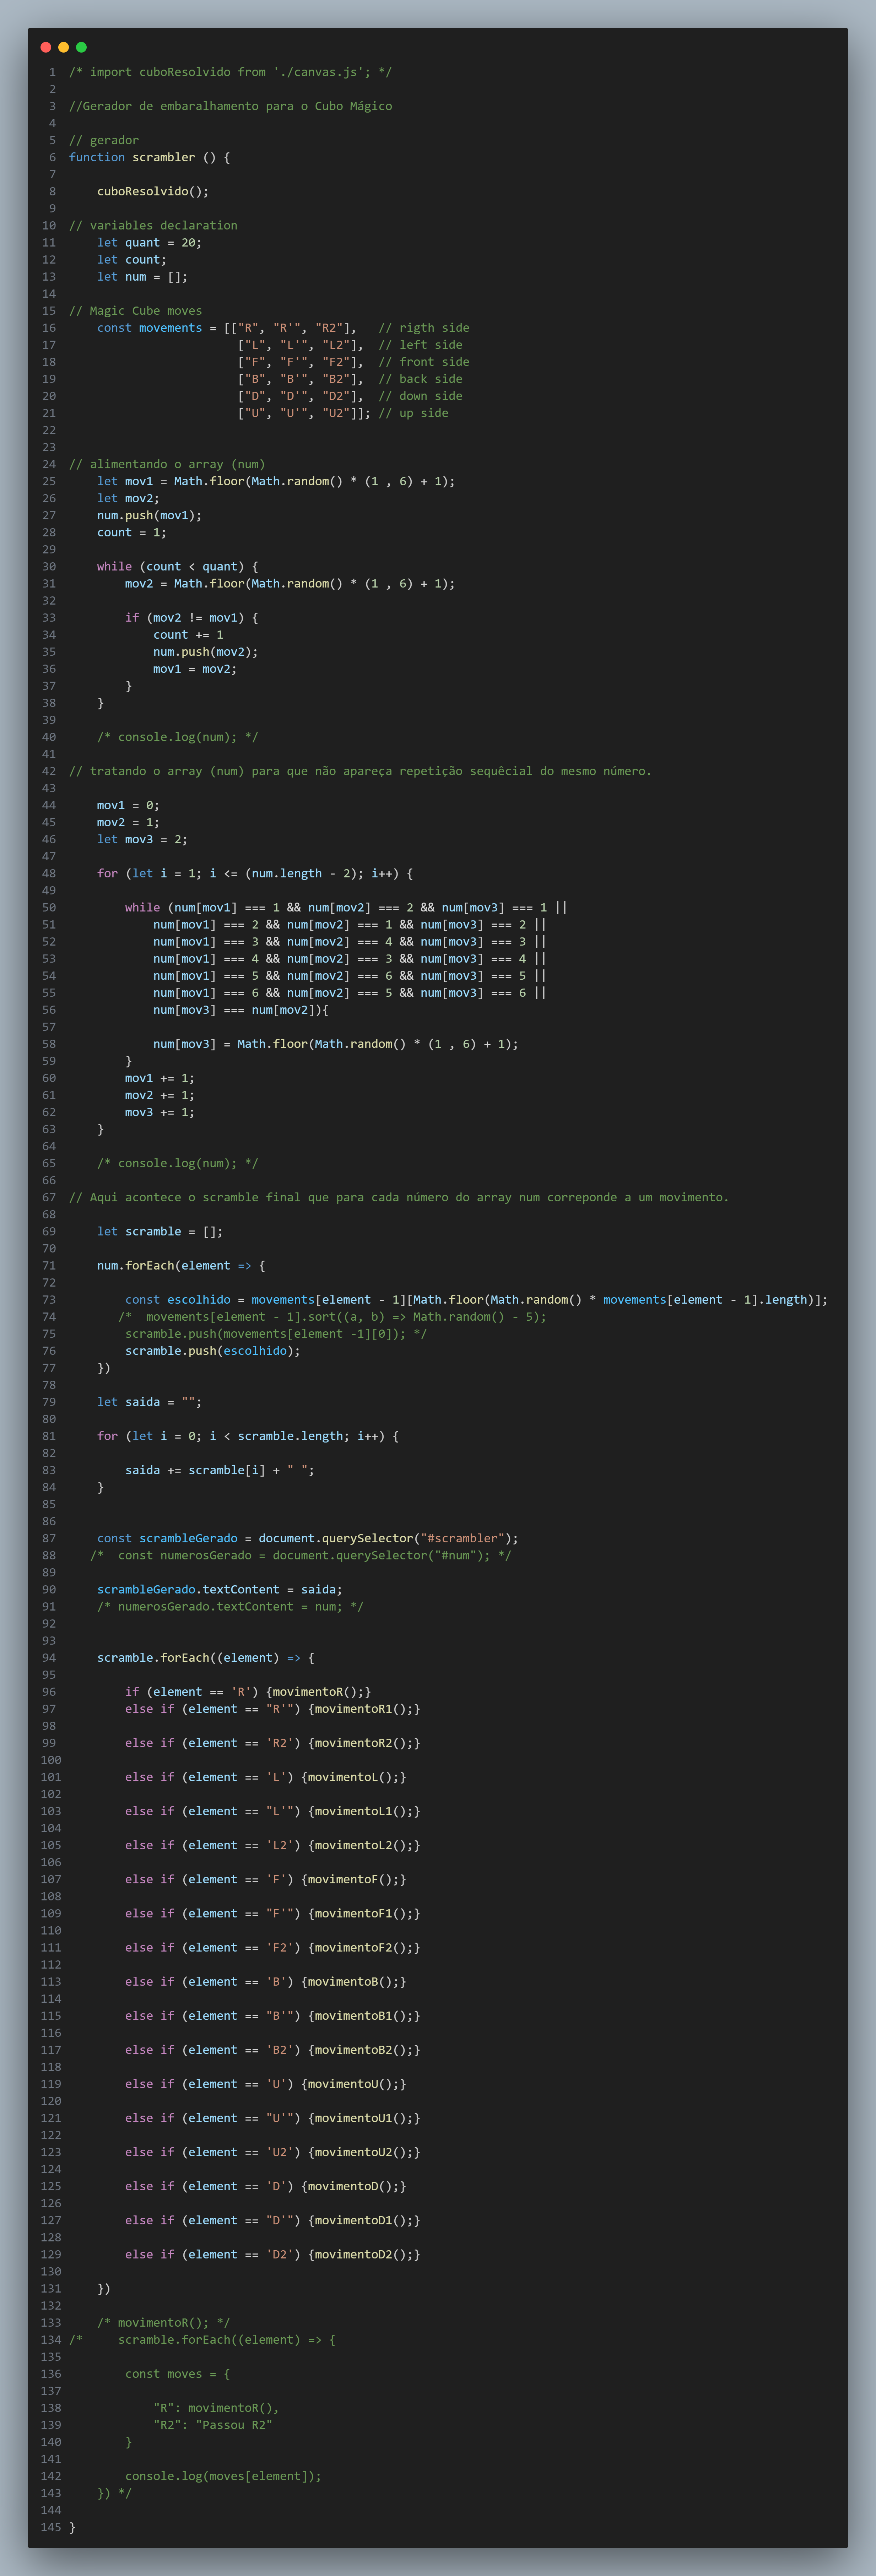 1 /* import cuboResolvido from './canvas.js'; */
2
3 //Gerador de embaralhamento para o Cubo Mágico
4
5 // gerador
6 function scrambler () {
7
8     cuboResolvido();
9
10 // variables declaration
11     let quant = 20;
12     let count;
13     let num = [];
14
15 // Magic Cube moves
16     const movements = [["R", "R'", "R2"],   // rigth side
17                         ["L", "L'", "L2"],  // left side
18                         ["F", "F'", "F2"],  // front side
19                         ["B", "B'", "B2"],  // back side
20                         ["D", "D'", "D2"],  // down side
21                         ["U", "U'", "U2"]]; // up side
22
23
24 // alimentando o array (num)
25     let mov1 = Math.floor(Math.random() * (1 , 6) + 1);
26     let mov2;
27     num.push(mov1);
28     count = 1;
29
30     while (count < quant) {
31         mov2 = Math.floor(Math.random() * (1 , 6) + 1);
32
33         if (mov2 != mov1) {
34             count += 1
35             num.push(mov2);
36             mov1 = mov2;
37         }
38     }
39
40     /* console.log(num); */
41
42 // tratando o array (num) para que não apareça repetição sequêcial do mesmo número.
43
44     mov1 = 0;
45     mov2 = 1;
46     let mov3 = 2;
47
48     for (let i = 1; i <= (num.length - 2); i++) {
49
50         while (num[mov1] === 1 && num[mov2] === 2 && num[mov3] === 1 ||
51             num[mov1] === 2 && num[mov2] === 1 && num[mov3] === 2 ||
52             num[mov1] === 3 && num[mov2] === 4 && num[mov3] === 3 ||
53             num[mov1] === 4 && num[mov2] === 3 && num[mov3] === 4 ||
54             num[mov1] === 5 && num[mov2] === 6 && num[mov3] === 5 ||
55             num[mov1] === 6 && num[mov2] === 5 && num[mov3] === 6 ||
56             num[mov3] === num[mov2]){
57
58             num[mov3] = Math.floor(Math.random() * (1 , 6) + 1);
59         }
60         mov1 += 1;
61         mov2 += 1;
62         mov3 += 1;
63     }
64
65     /* console.log(num); */
66
67 // Aqui acontece o scramble final que para cada número do array num correponde a um movimento.
68
69     let scramble = [];
70
71     num.forEach(element => {
72
73         const escolhido = movements[element - 1][Math.floor(Math.random() * movements[element - 1].length)];
74        /*  movements[element - 1].sort((a, b) => Math.random() - 5);
75         scramble.push(movements[element -1][0]); */
76         scramble.push(escolhido);
77     })
78
79     let saida = "";
80
81     for (let i = 0; i < scramble.length; i++) {
82
83         saida += scramble[i] + " ";
84     }
85
86
87     const scrambleGerado = document.querySelector("#scrambler");
88    /*  const numerosGerado = document.querySelector("#num"); */
89
90     scrambleGerado.textContent = saida;
91     /* numerosGerado.textContent = num; */
92
93
94     scramble.forEach((element) => {
95
96         if (element == 'R') {movimentoR();}
97         else if (element == "R'") {movimentoR1();}
98
99         else if (element == 'R2') {movimentoR2();}
100
101         else if (element == 'L') {movimentoL();}
102
103         else if (element == "L'") {movimentoL1();}
104
105         else if (element == 'L2') {movimentoL2();}
106
107         else if (element == 'F') {movimentoF();}
108
109         else if (element == "F'") {movimentoF1();}
110
111         else if (element == 'F2') {movimentoF2();}
112
113         else if (element == 'B') {movimentoB();}
114
115         else if (element == "B'") {movimentoB1();}
116
117         else if (element == 'B2') {movimentoB2();}
118
119         else if (element == 'U') {movimentoU();}
120
121         else if (element == "U'") {movimentoU1();}
122
123         else if (element == 'U2') {movimentoU2();}
124
125         else if (element == 'D') {movimentoD();}
126
127         else if (element == "D'") {movimentoD1();}
128
129         else if (element == 'D2') {movimentoD2();}
130
131     })
132
133     /* movimentoR(); */
134 /*     scramble.forEach((element) => {
135
136         const moves = {
137
138             "R": movimentoR(),
139             "R2": "Passou R2"
140         }
141
142         console.log(moves[element]);
143     }) */
144
145 }